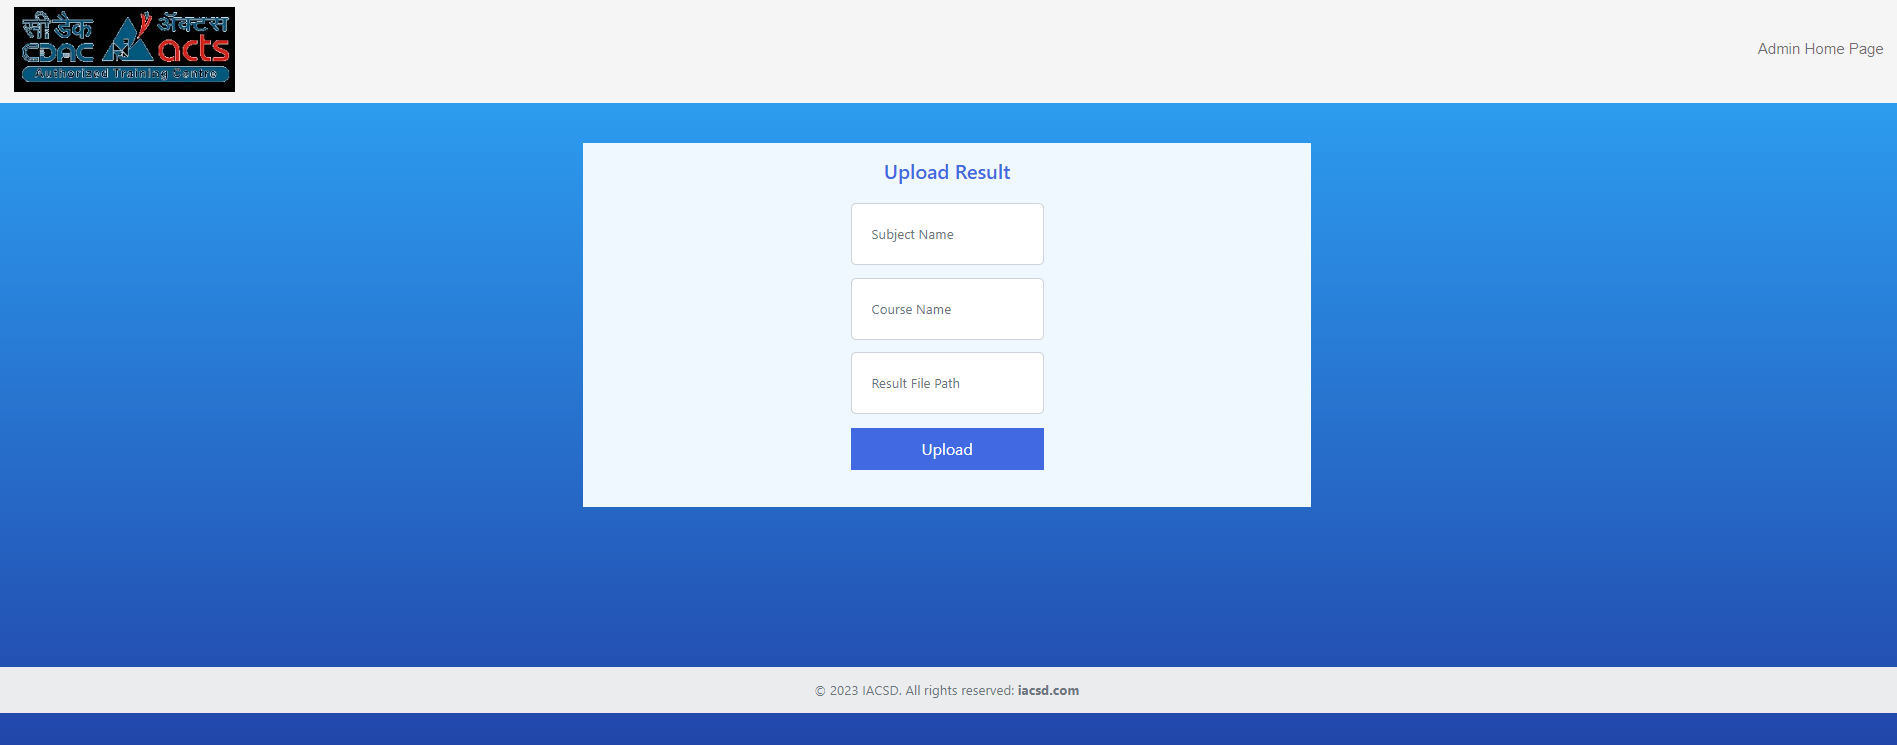 सी डैक अ‍ॅक्टस
CDAC acts
Authorized Training Centre
Admin Home Page
Upload Result
Subject Name
Course Name
Result File Path
Upload
© 2023 IACSD. All rights reserved: iacsd.com